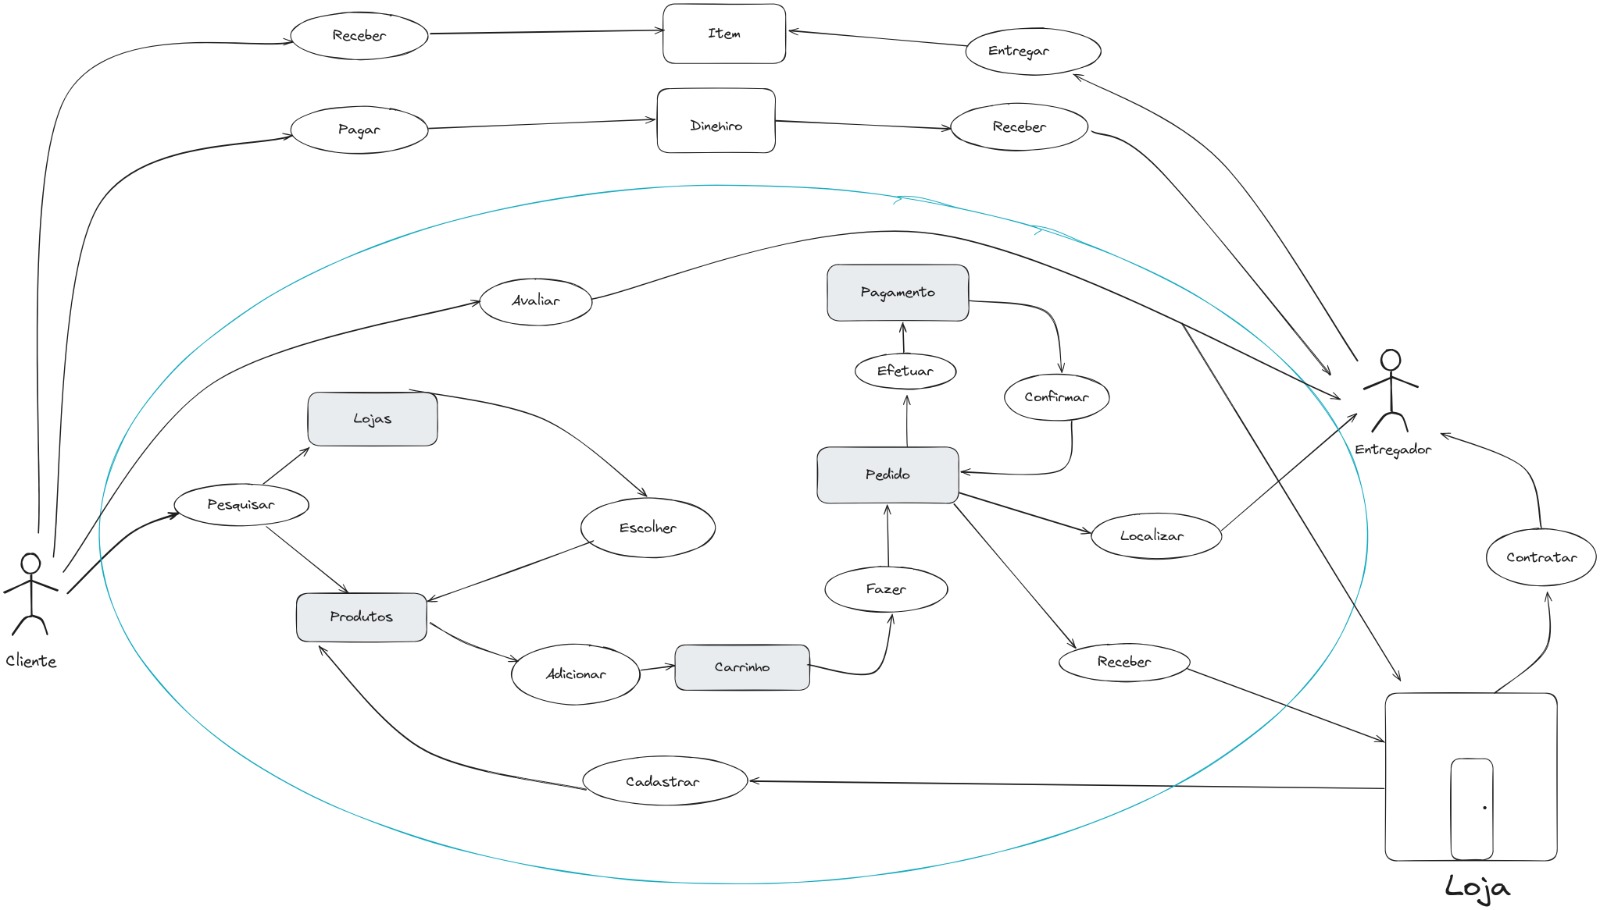 Receber
Item
Entregar
Pagar
Dinehiro
Receber
Avaliar
Pagamento
Efetuar
Confirmar
Lojas
Entregador
Pedido
Pesquisar
Escolher
Localizar
Contratar
Fazer
Produtos
Cliente
Adicionar
Carrinho
Receber
Cadastrar
Loja